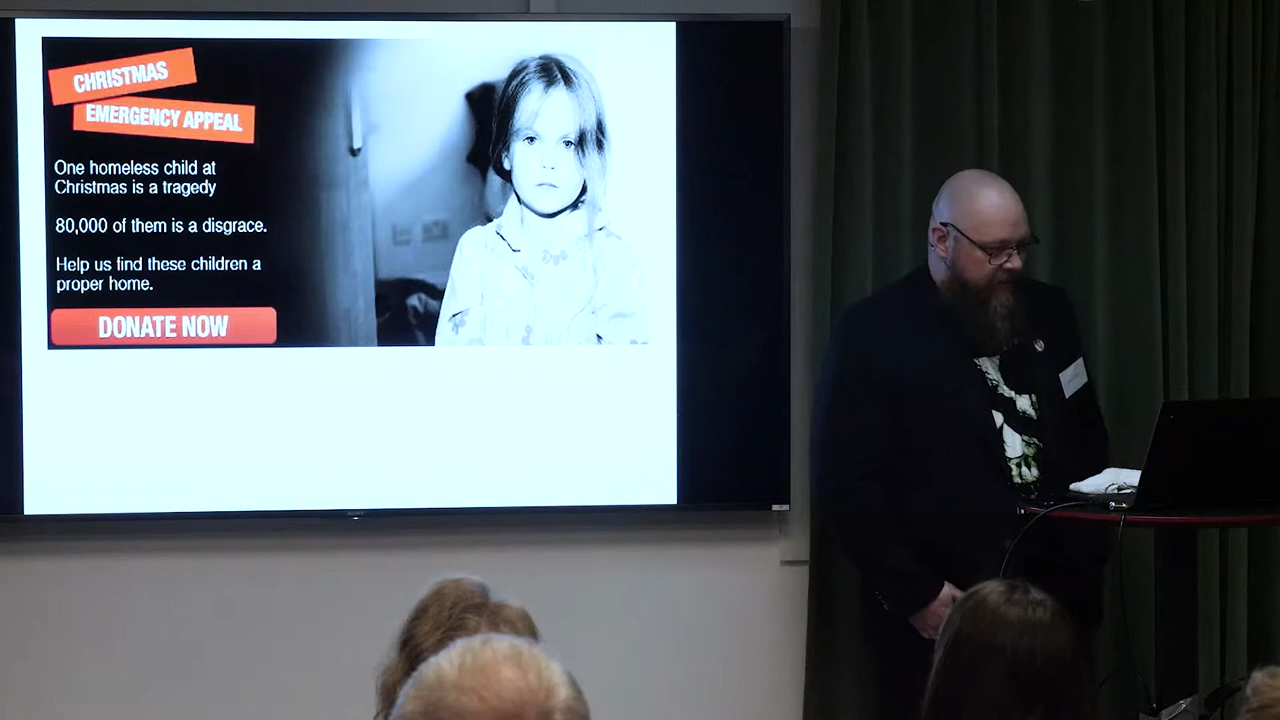 CHRISTMAS
EMERGENCY APPEAL
One homeless child at
Christmas is a tragedy
80,000 of them is a disgrace.
Help us find these children a
proper home.
DONATE NOW